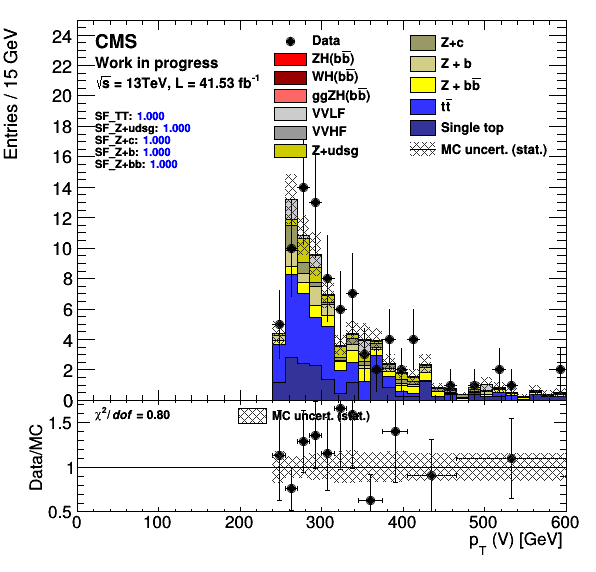 Entries / 15 GeV
24
22
20
18
16
14
12
10
8
6
4
2
0
CMS
Work in progress
√s = 13TeV, L = 41.53 fb⁻¹
SF_TT: 1.000
SF_Z+udsg: 1.000
SF_Z+c: 1.000
SF_Z+b: 1.000
SF_Z+bb: 1.000
Data
ZH(bb̅)
WH(bb̅)
ggZH(bb̅)
VVLF
VVHF
Z+udsg
Z+c
Z + b
Z + bb̅
tt̅
Single top
MC uncert. (stat.)
Data/MC
1.5
1
0.5
χ²/ dof = 0.80
MC uncert. (stat.)
0 100 200 300 400 500 600
p_T (V) [GeV]